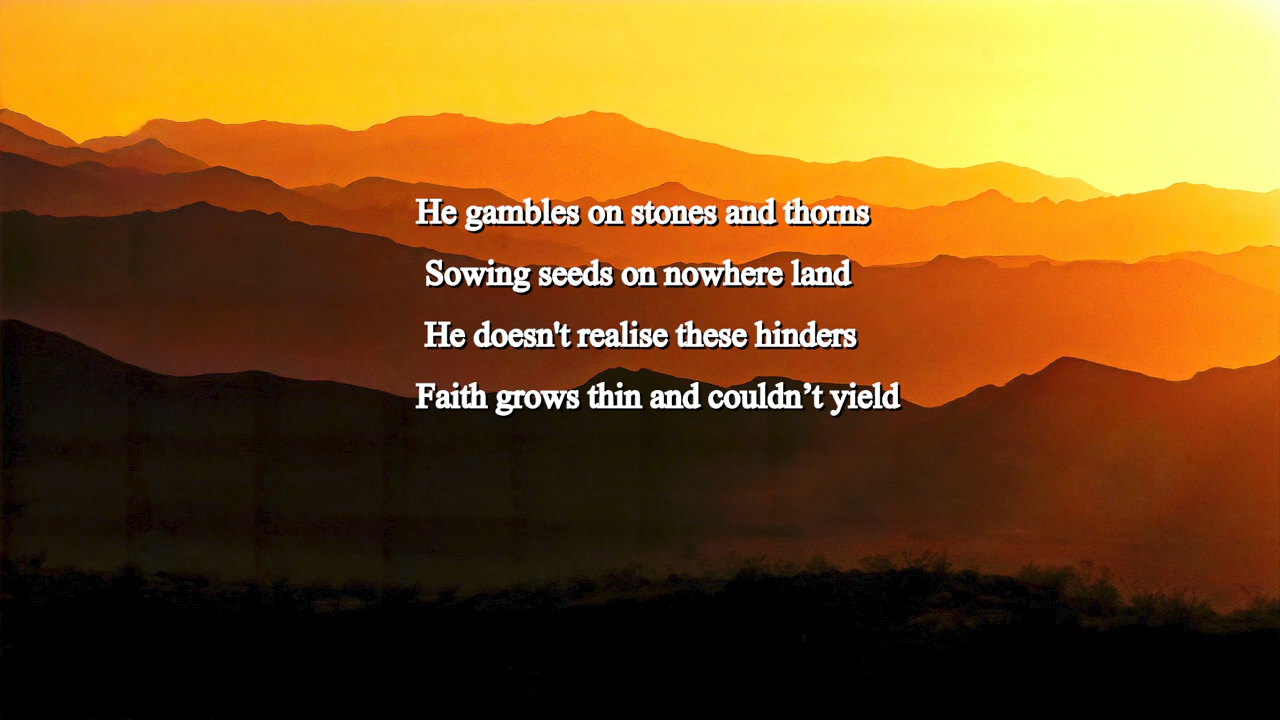 He gambles on stones and thorns
Sowing seeds on nowhere land
He doesn't realise these hinders
Faith grows thin and couldn’t yield